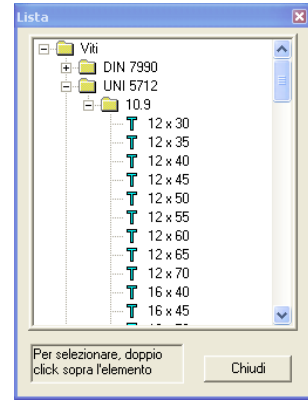 Lista
Viti
DIN 7990
UNI 5712
10.9
12 x 30
12 x 35
12 x 40
12 x 45
12 x 50
12 x 55
12 x 60
12 x 65
12 x 70
16 x 40
16 x 45
Per selezionare, doppio
click sopra l'elemento
Chiudi